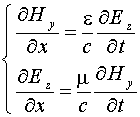 ∂H_y/∂x = (ε/c) ∂E_z/∂t
∂E_z/∂x = (μ/c) ∂H_y/∂t